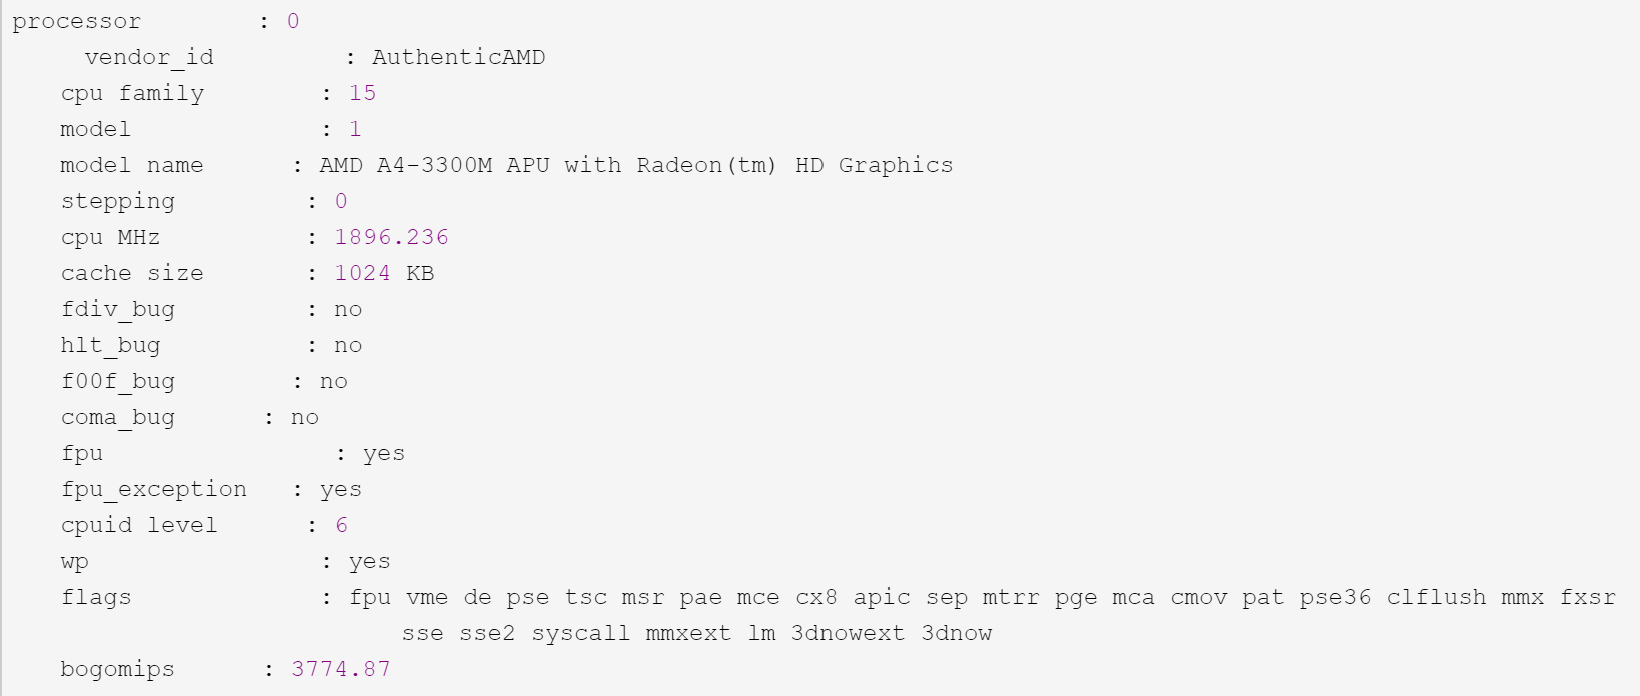 processor : 0
vendor_id : AuthenticAMD
cpu family : 15
model : 1
model name : AMD A4-3300M APU with Radeon(tm) HD Graphics
stepping : 0
cpu MHz : 1896.236
cache size : 1024 KB
fdiv_bug : no
hlt_bug : no
f00f_bug : no
coma_bug : no
fpu : yes
fpu_exception : yes
cpuid level : 6
wp : yes
flags : fpu vme de pse tsc msr pae mce cx8 apic sep mtrr pge mca cmov pat pse36 clflush mmx fxsr
sse sse2 syscall mmxext lm 3dnowext 3dnow
bogomips : 3774.87